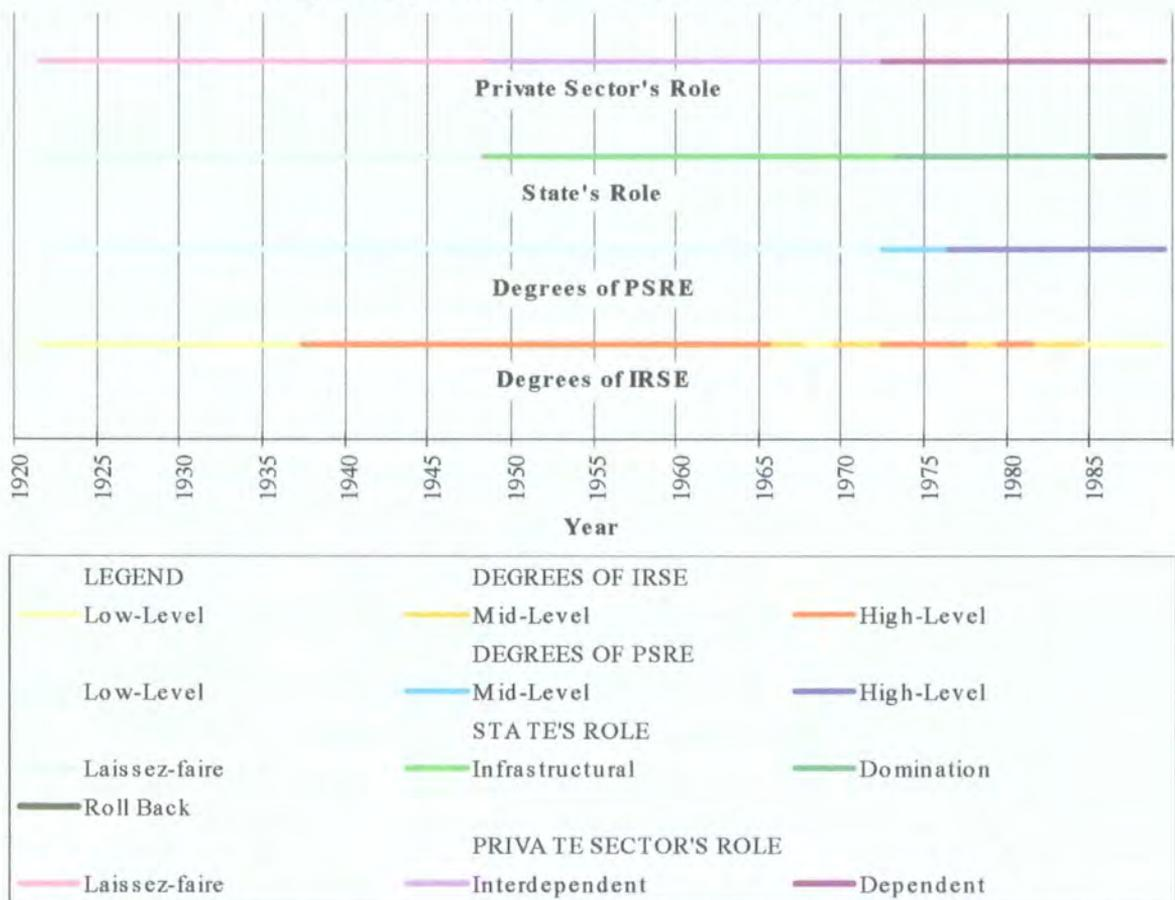 Private Sector's Role
State's Role
Degrees of PSRE
Degrees of IRSE
1920 1925 1930 1935 1940 1945 1950 1955 1960 1965 1970 1975 1980 1985
Year
LEGEND DEGREES OF IRSE
Low-Level Mid-Level High-Level
DEGREES OF PSRE
Low-Level Mid-Level High-Level
STATE'S ROLE
Laissez-faire Infrastructural Domination
Roll Back
PRIVATE SECTOR'S ROLE
Laissez-faire Interdependent Dependent